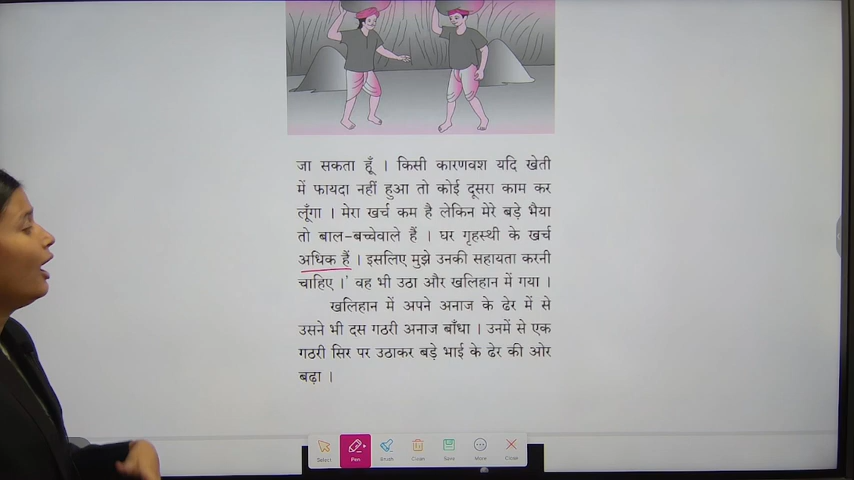 जा सकता हूँ । किसी कारणवश यदि खेती
में फायदा नहीं हुआ तो कोई दूसरा काम कर
लूँगा । मेरा खर्च कम है लेकिन मेरे बड़े भैया
तो बाल-बच्चेवाले हैं । घर गृहस्थी के खर्च
अधिक हैं । इसलिए मुझे उनकी सहायता करनी
चाहिए ।' वह भी उठा और खलिहान में गया ।
खलिहान में अपने अनाज के ढेर में से
उसने भी दस गठरी अनाज बाँधा । उनमें से एक
गठरी सिर पर उठाकर बड़े भाई के ढेर की ओर
बढ़ा ।
Select Pen Brush Clean Save More Close